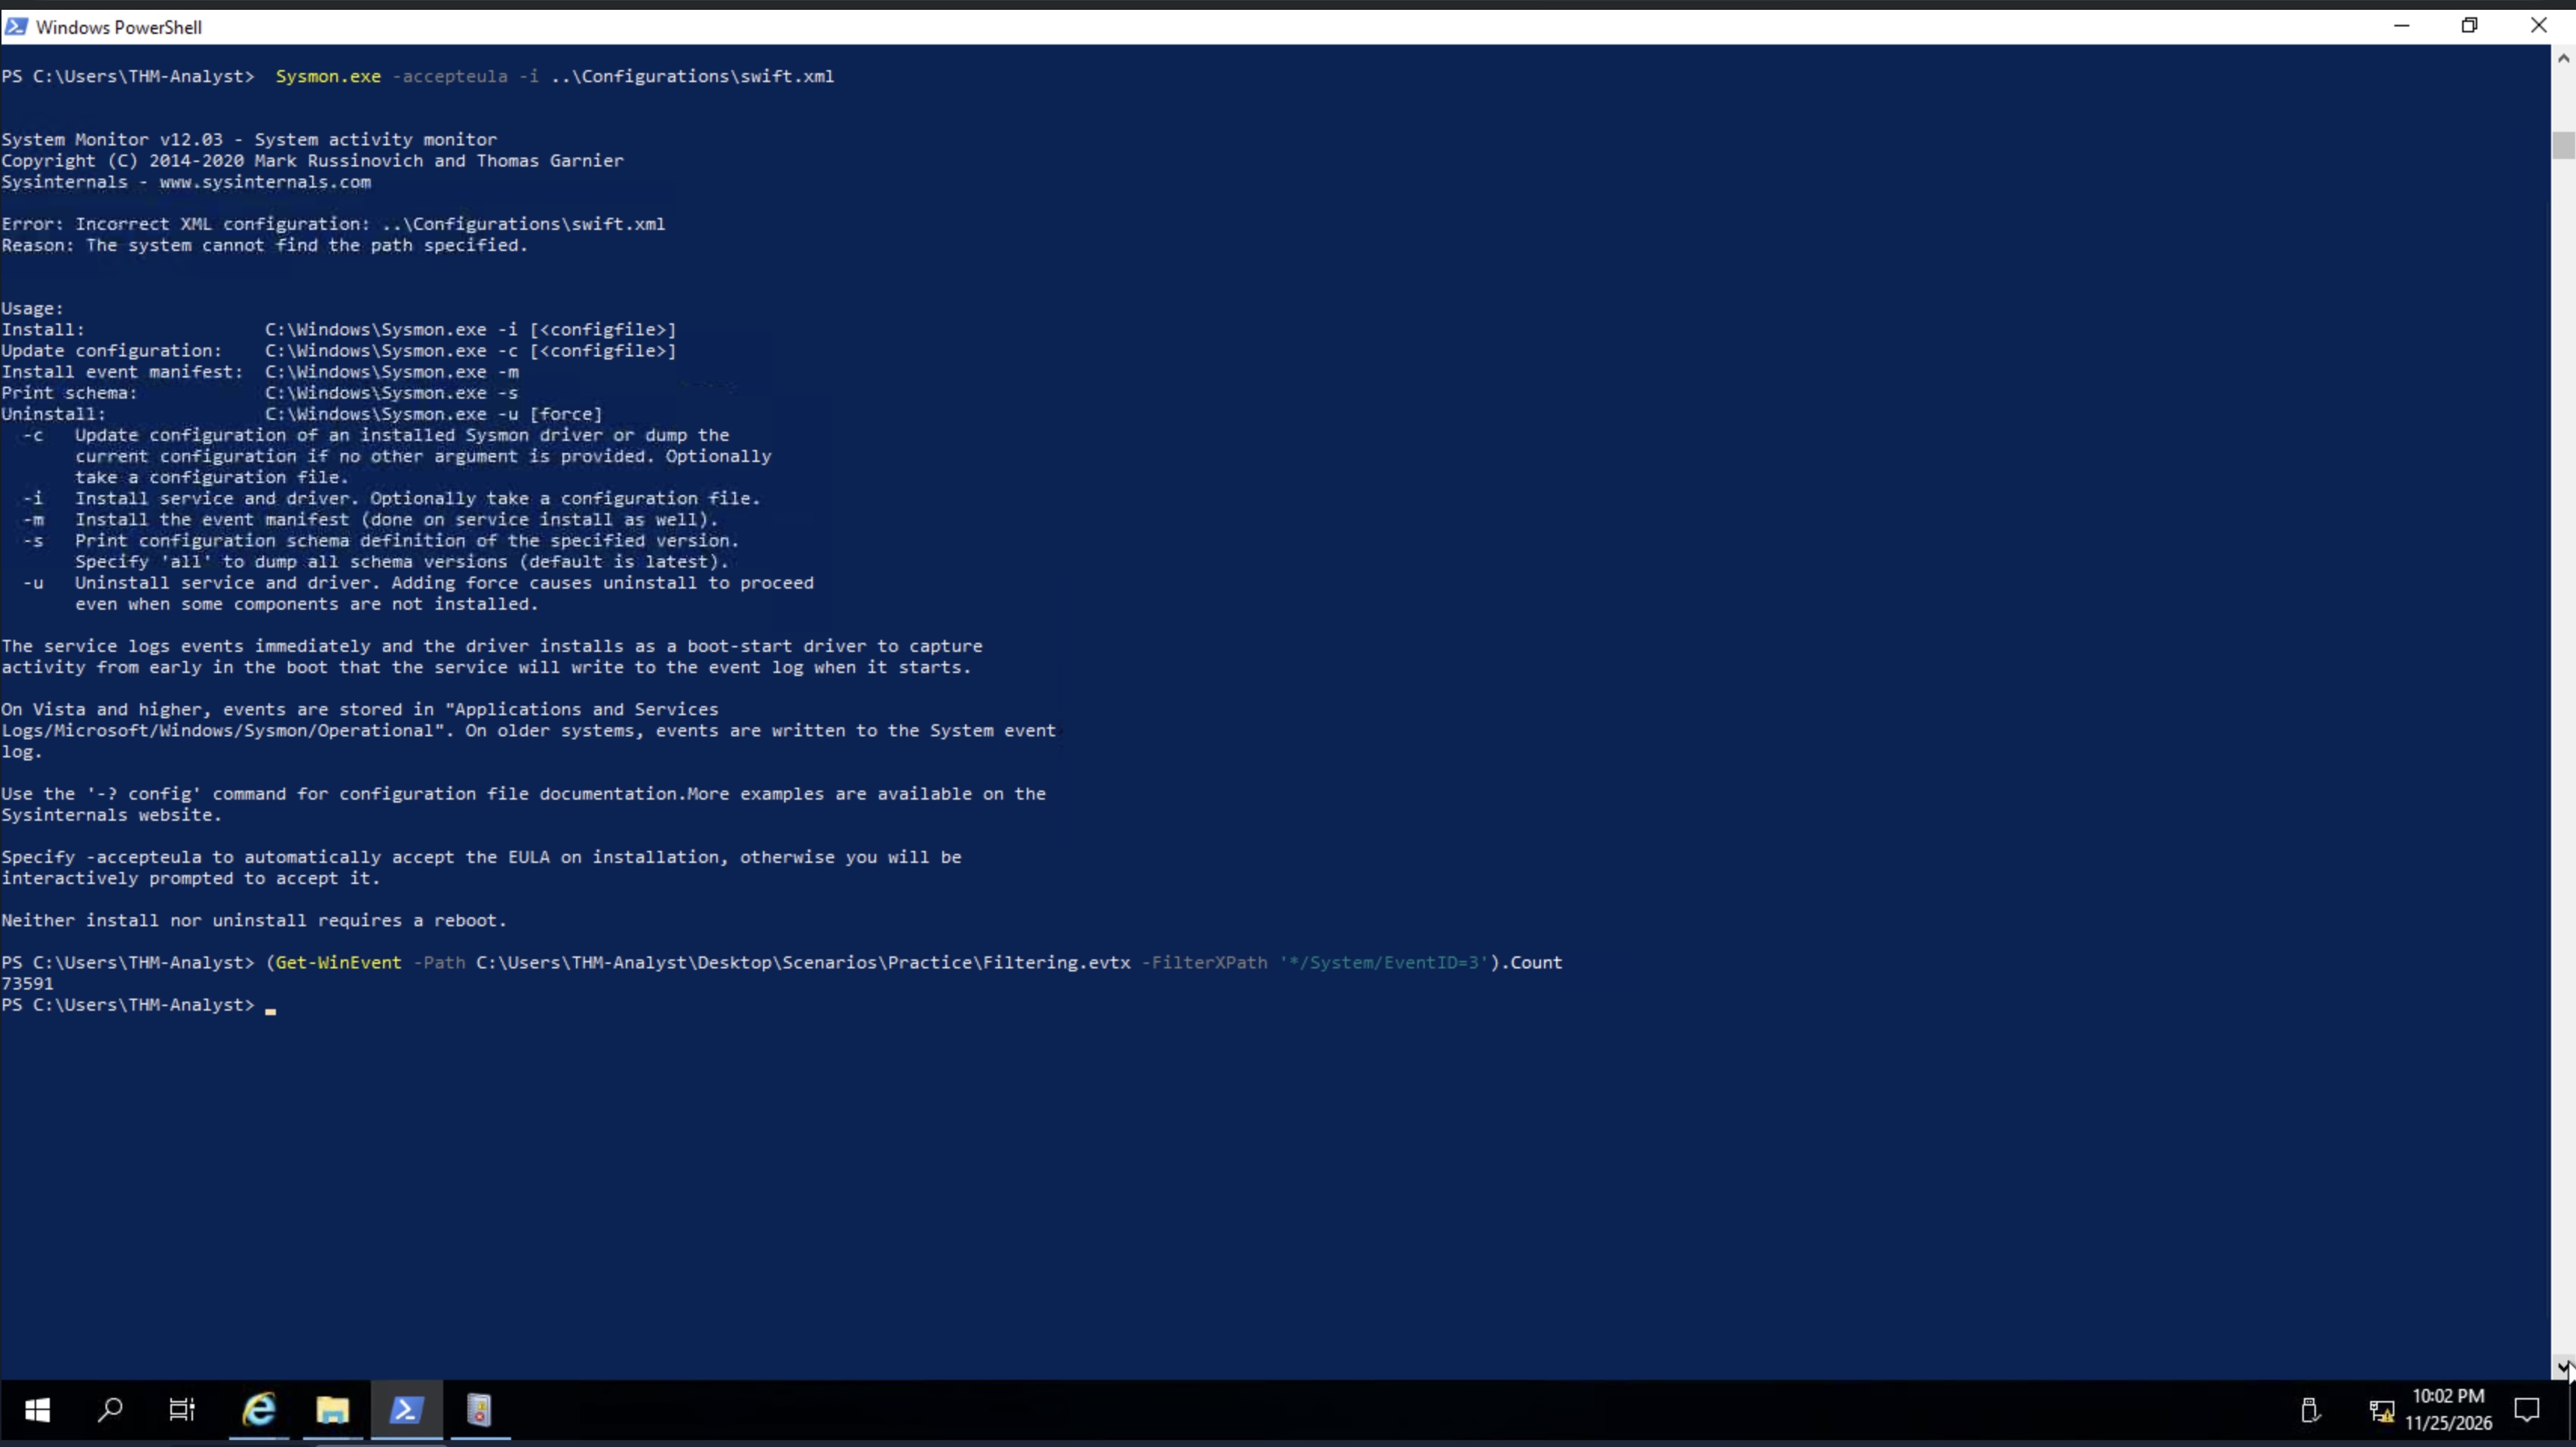 Windows PowerShell
PS C:\Users\THM-Analyst>  Sysmon.exe -accepteula -i ..\Configurations\swift.xml
System Monitor v12.03 - System activity monitor
Copyright (C) 2014-2020 Mark Russinovich and Thomas Garnier
Sysinternals - www.sysinternals.com
Error: Incorrect XML configuration: ..\Configurations\swift.xml
Reason: The system cannot find the path specified.
Usage:
Install:                 C:\Windows\Sysmon.exe -i [<configfile>]
Update configuration:    C:\Windows\Sysmon.exe -c [<configfile>]
Install event manifest:  C:\Windows\Sysmon.exe -m
Print schema:            C:\Windows\Sysmon.exe -s
Uninstall:               C:\Windows\Sysmon.exe -u [force]
  -c   Update configuration of an installed Sysmon driver or dump the
       current configuration if no other argument is provided. Optionally
       take a configuration file.
  -i   Install service and driver. Optionally take a configuration file.
  -m   Install the event manifest (done on service install as well).
  -s   Print configuration schema definition of the specified version.
       Specify 'all' to dump all schema versions (default is latest).
  -u   Uninstall service and driver. Adding force causes uninstall to proceed
       even when some components are not installed.
The service logs events immediately and the driver installs as a boot-start driver to capture
activity from early in the boot that the service will write to the event log when it starts.
On Vista and higher, events are stored in "Applications and Services
Logs/Microsoft/Windows/Sysmon/Operational". On older systems, events are written to the System event
log.
Use the '-? config' command for configuration file documentation.More examples are available on the
Sysinternals website.
Specify -accepteula to automatically accept the EULA on installation, otherwise you will be
interactively prompted to accept it.
Neither install nor uninstall requires a reboot.
PS C:\Users\THM-Analyst> (Get-WinEvent -Path C:\Users\THM-Analyst\Desktop\Scenarios\Practice\Filtering.evtx -FilterXPath '*/System/EventID=3').Count
73591
PS C:\Users\THM-Analyst>
10:02 PM
11/25/2026